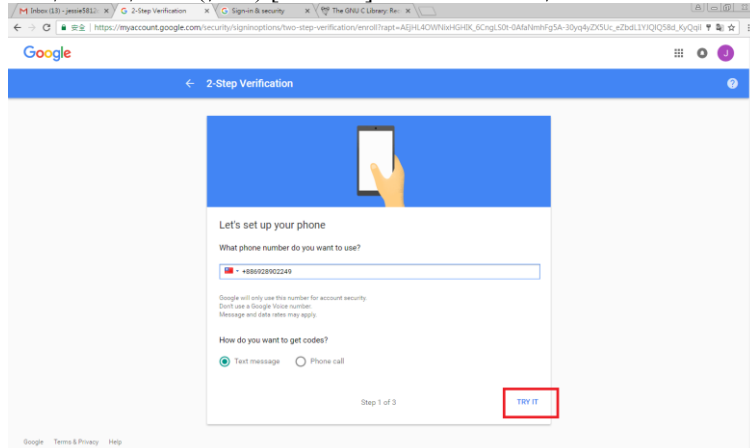 Inbox (13) - jessie5812
2-Step Verification
Sign-in & security
The GNU C Library: Re
安全 | https://myaccount.google.com/security/signinoptions/two-step-verification/enroll?rapt=
Google
J
2-Step Verification
Let's set up your phone
What phone number do you want to use?
+886928902249
Google will only use this number for account security.
Don't use a Google Voice number.
Message and data rates may apply.
How do you want to get codes?
Text message
Phone call
Step 1 of 3
TRY IT
Google Terms & Privacy Help